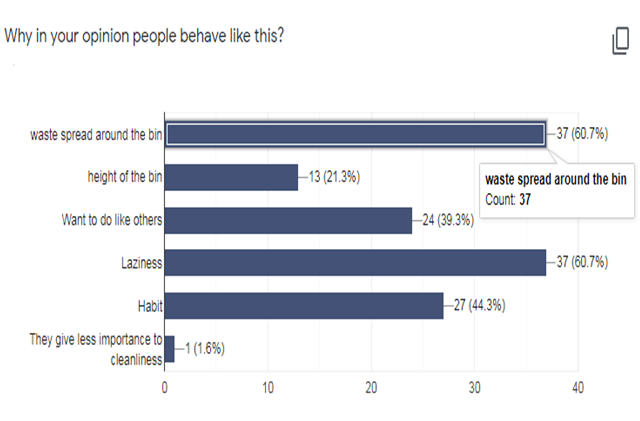 Why in your opinion people behave like this?
waste spread around the bin
37 (60.7%)
height of the bin
13 (21.3%)
waste spread around the bin
Count: 37
Want to do like others
24 (39.3%)
Laziness
37 (60.7%)
Habit
27 (44.3%)
They give less importance to
cleanliness
1 (1.6%)
0 10 20 30 40